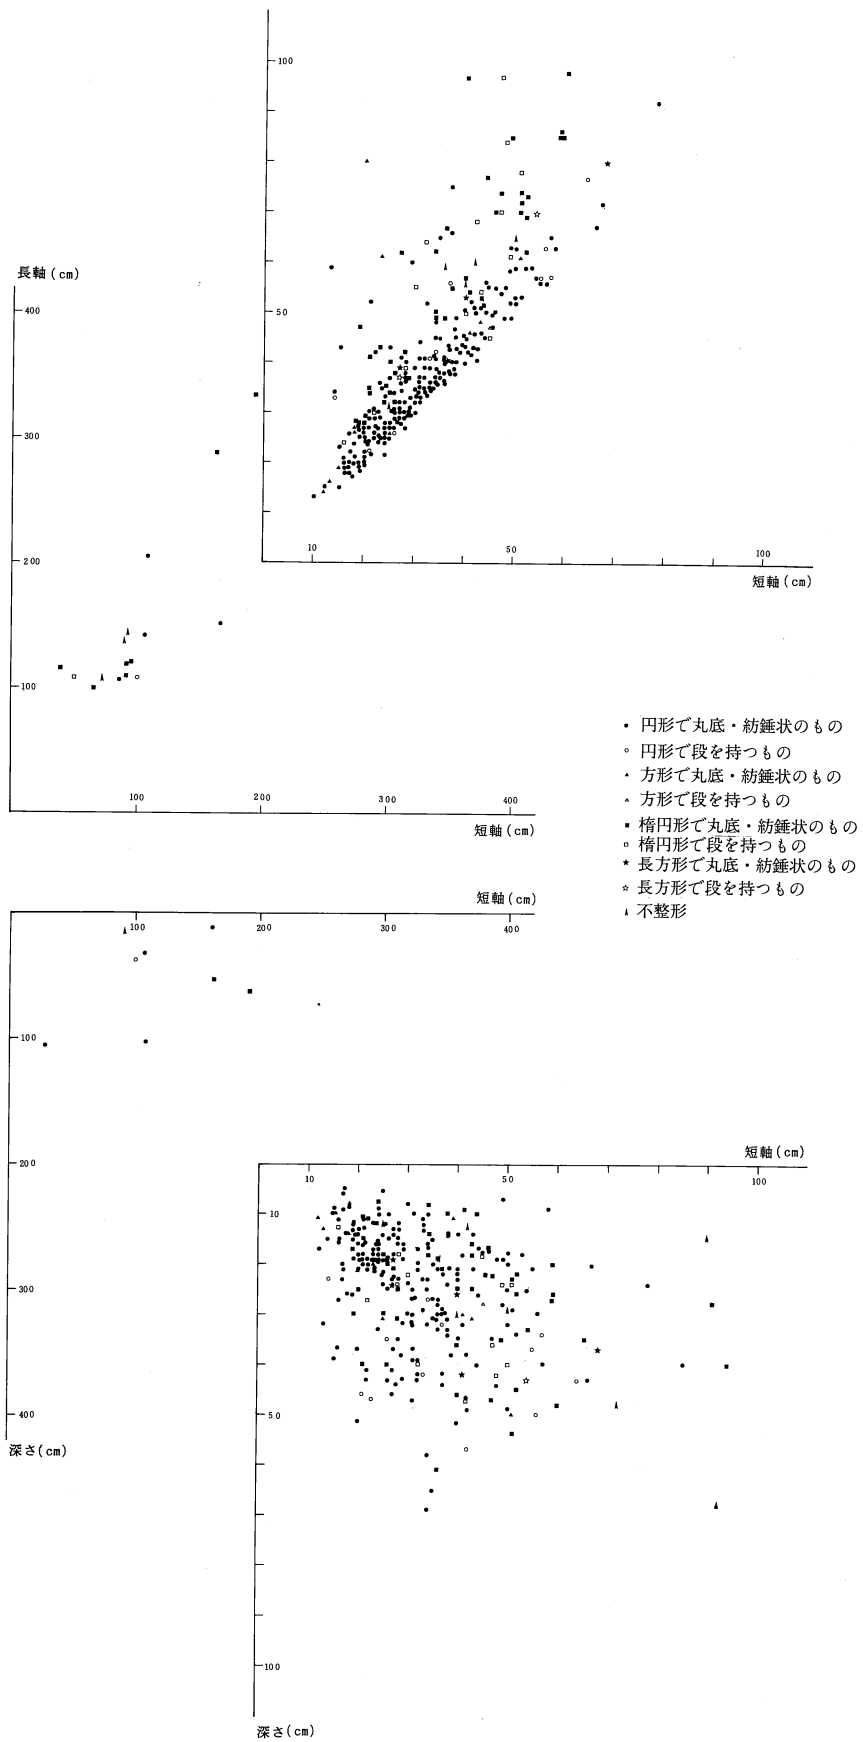 100
50
10
50
100
短軸(cm)
長軸(cm)
400
300
200
100
100
200
300
400
短軸(cm)
円形で丸底・紡錘状のもの
円形で段を持つもの
方形で丸底・紡錘状のもの
方形で段を持つもの
楕円形で丸底・紡錘状のもの
楕円形で段を持つもの
長方形で丸底・紡錘状のもの
長方形で段を持つもの
不整形
短軸(cm)
100
200
300
400
100
200
300
400
深さ(cm)
短軸(cm)
10
50
100
10
50
100
深さ(cm)